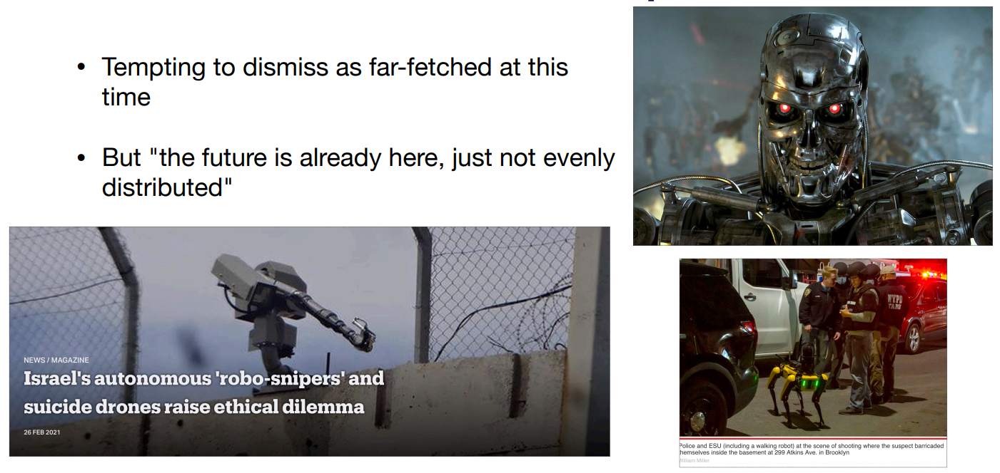 • Tempting to dismiss as far-fetched at this
time
• But "the future is already here, just not evenly
distributed"
NEWS / MAGAZINE
Israel's autonomous 'robo-snipers' and
suicide drones raise ethical dilemma
26 FEB 2021
NYPD
TARU
Police and ESU (including a walking robot) at the scene of shooting where the suspect barricaded
themselves inside the basement at 299 Atkins Ave. in Brooklyn
William Miller